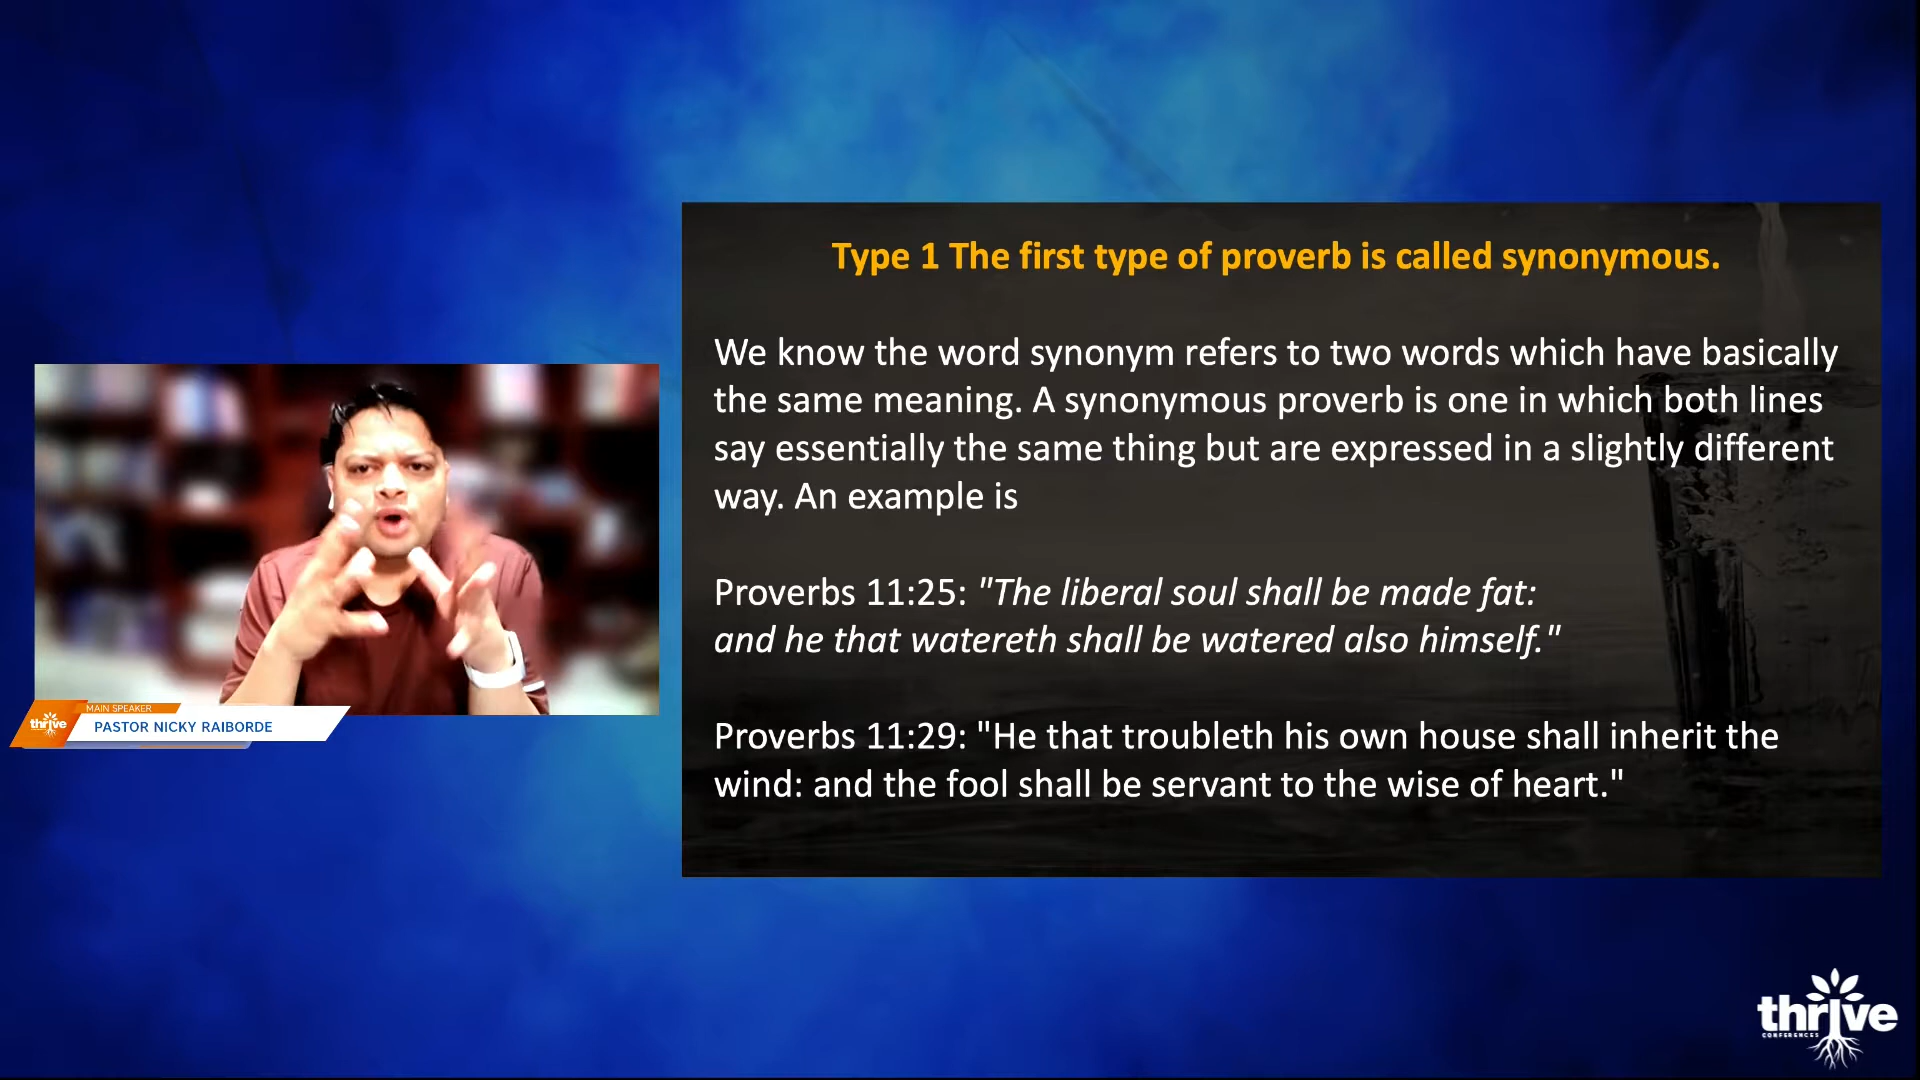 Type 1 The first type of proverb is called synonymous.
We know the word synonym refers to two words which have basically
the same meaning. A synonymous proverb is one in which both lines
say essentially the same thing but are expressed in a slightly different
way. An example is
Proverbs 11:25: "The liberal soul shall be made fat:
and he that watereth shall be watered also himself."
Proverbs 11:29: "He that troubleth his own house shall inherit the
wind: and the fool shall be servant to the wise of heart."
MAIN SPEAKER
thrive
PASTOR NICKY RAIBORDE
thrive
CONFERENCES